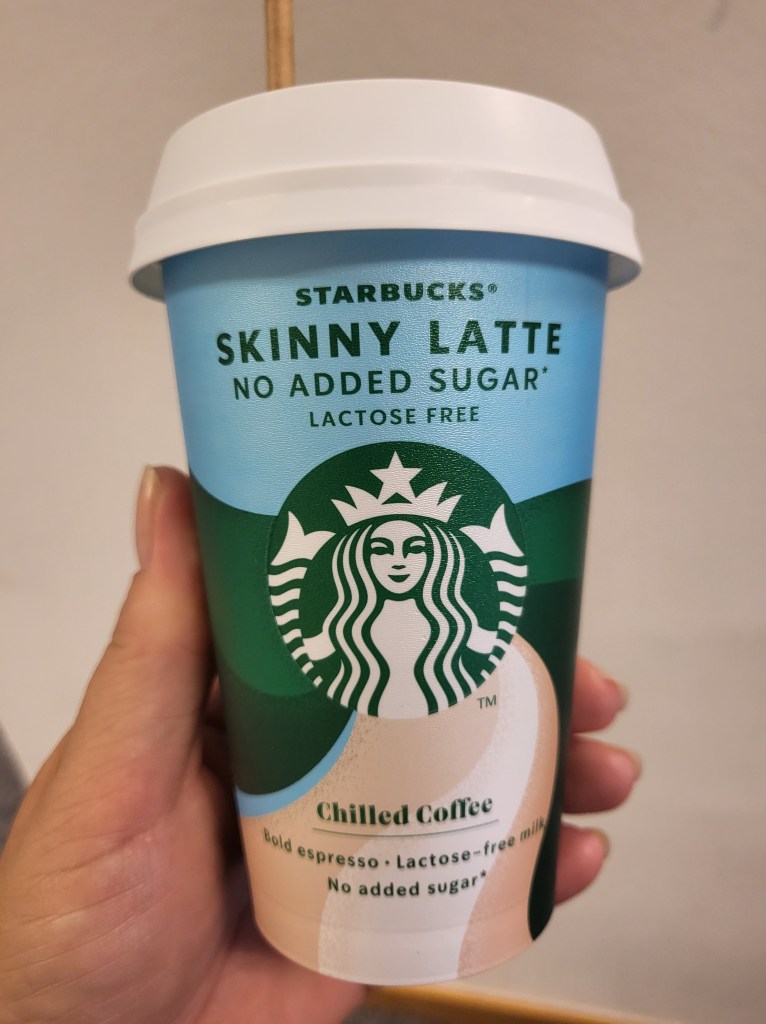 STARBUCKS®
SKINNY LATTE
NO ADDED SUGAR*
LACTOSE FREE
TM
Chilled Coffee
Bold espresso · Lactose-free milk
No added sugar*